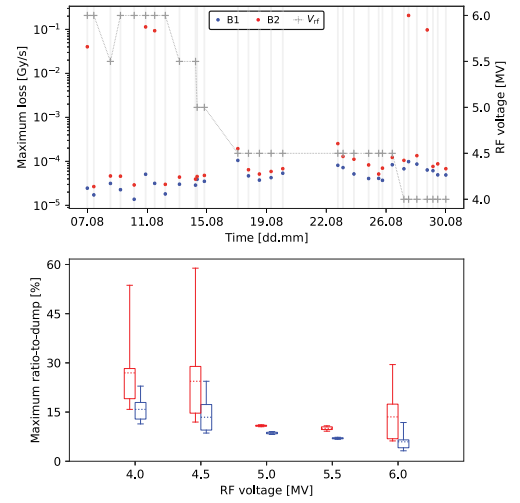 B1 B2 Vrf
Maximum loss [Gy/s]
10⁻¹
10⁻²
10⁻³
10⁻⁴
10⁻⁵
6.0
5.5
5.0
4.5
4.0
RF voltage [MV]
07.08 11.08 15.08 19.08 22.08 26.08 30.08
Time [dd.mm]
Maximum ratio-to-dump [%]
60
45
30
15
0
4.0 4.5 5.0 5.5 6.0
RF voltage [MV]